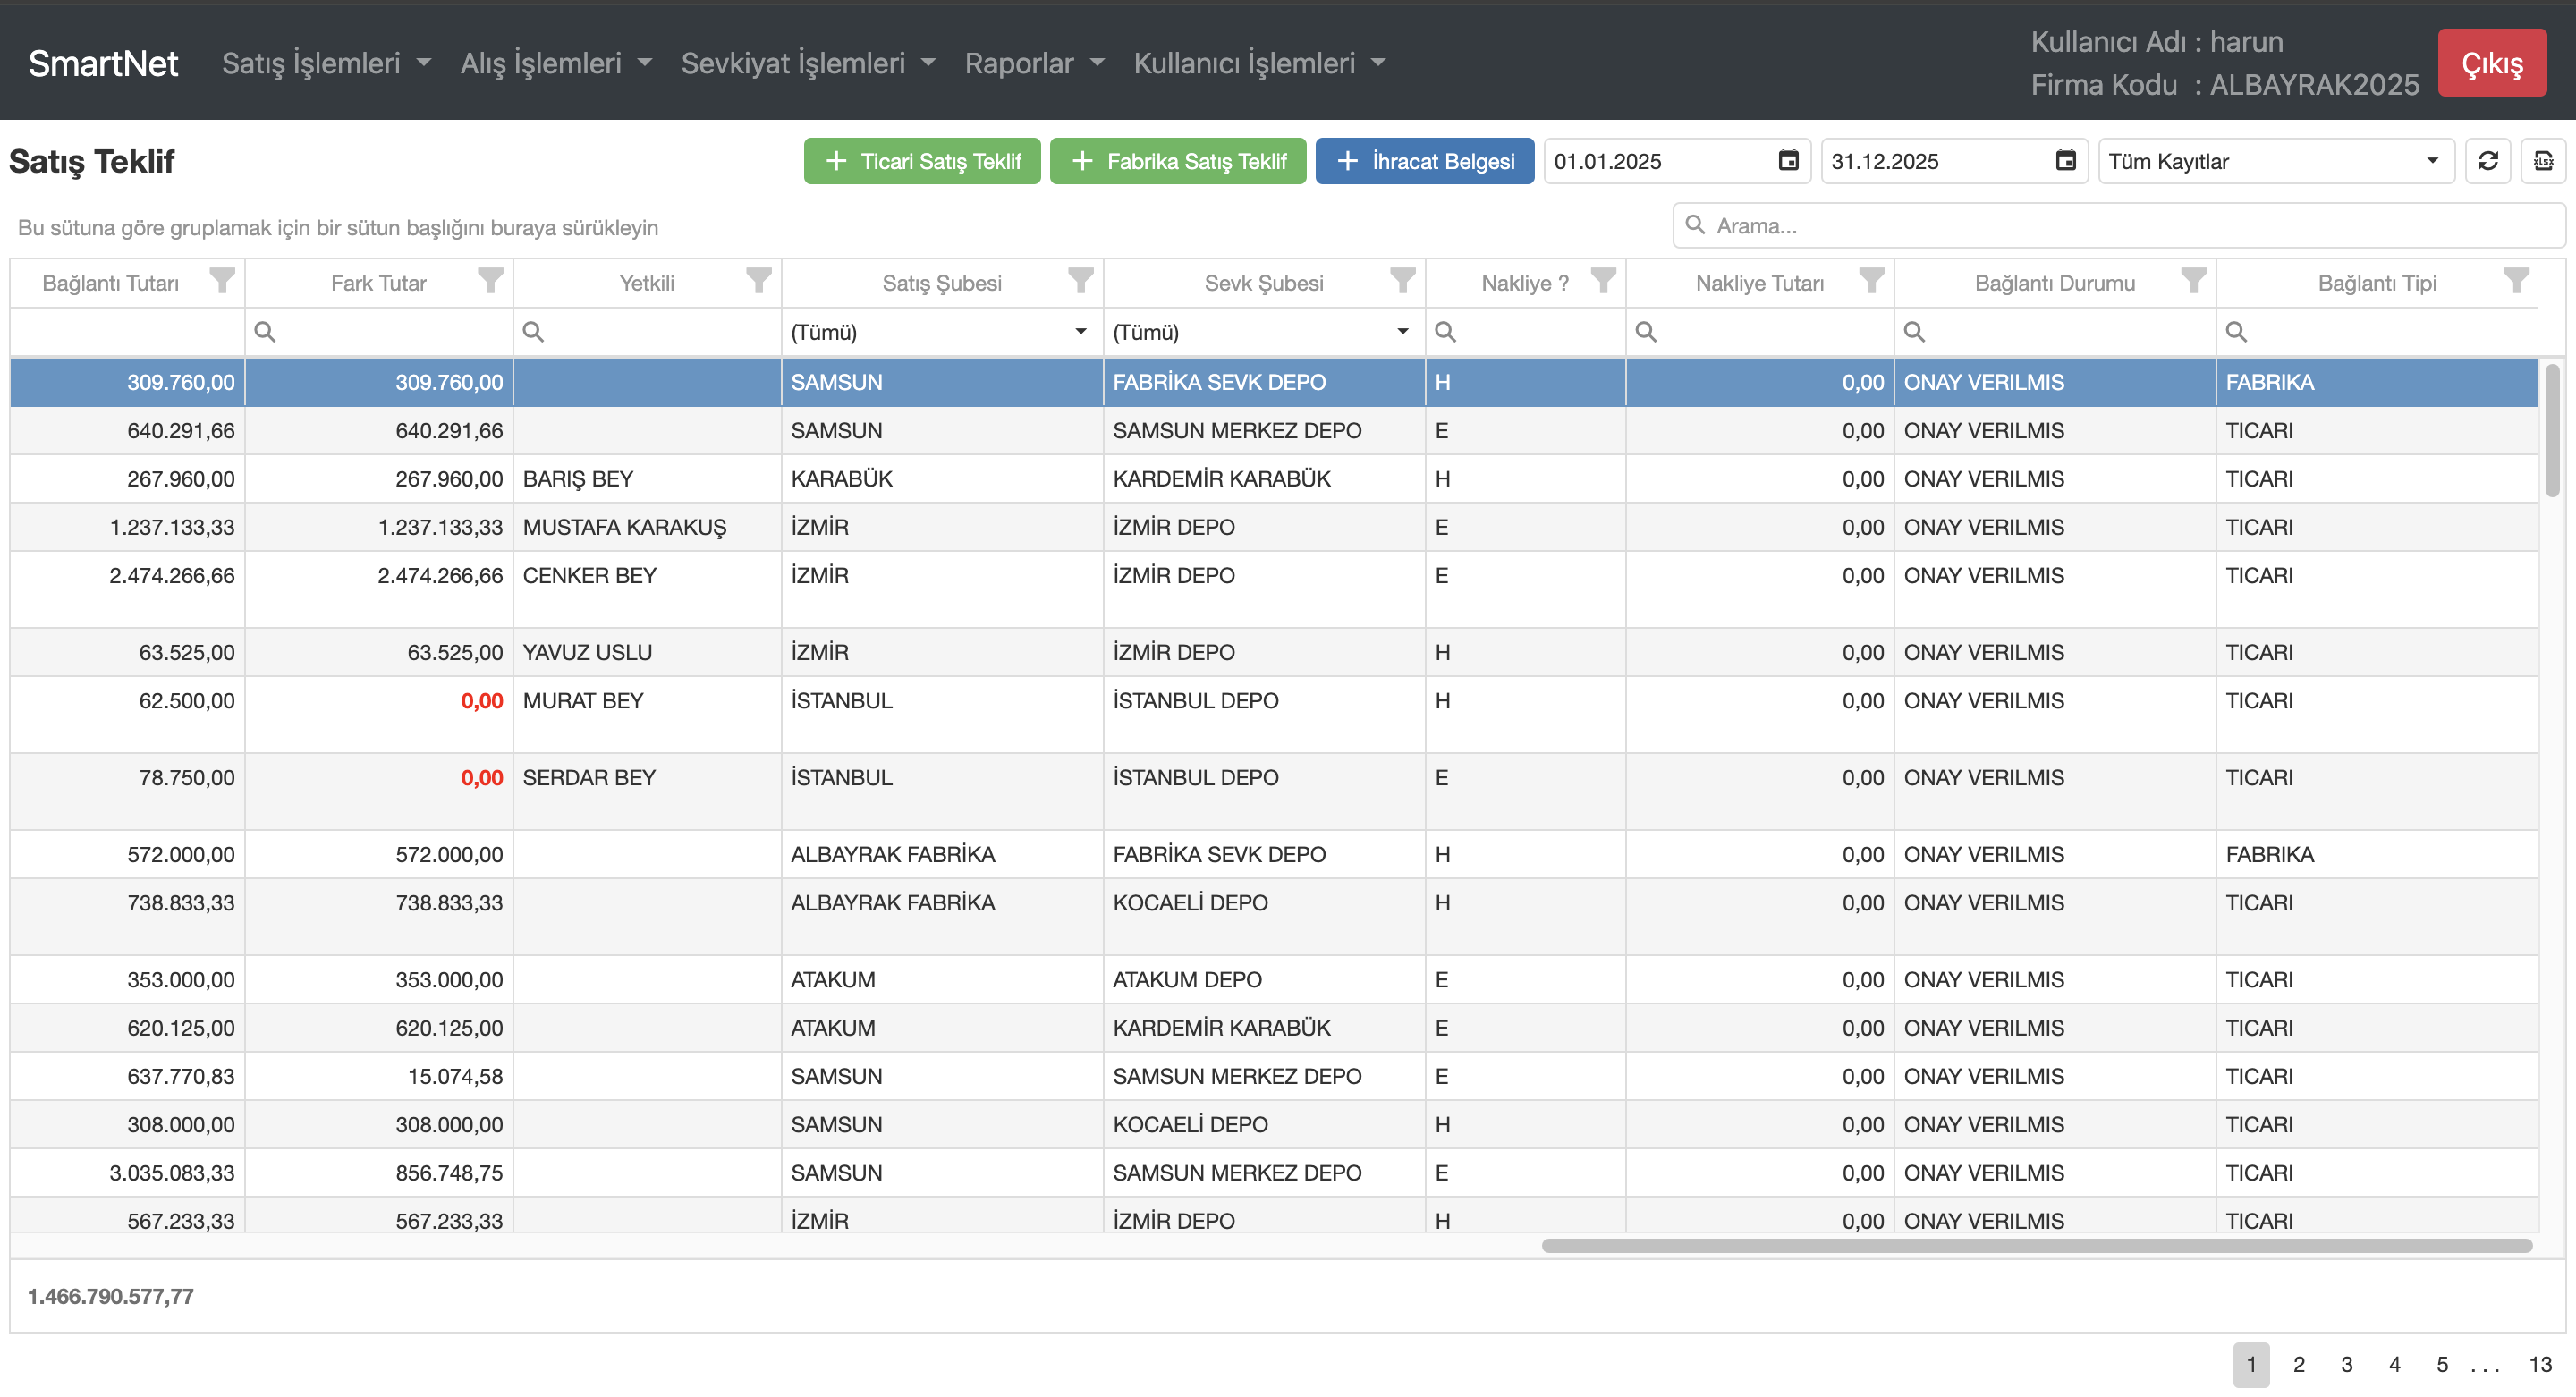 SmartNet Satış İşlemleri Alış İşlemleri Sevkiyat İşlemleri Raporlar Kullanıcı İşlemleri
Kullanıcı Adı : harun
Firma Kodu : ALBAYRAK2025
Çıkış
Satış Teklif
Ticari Satış Teklif Fabrika Satış Teklif İhracat Belgesi 01.01.2025 31.12.2025 Tüm Kayıtlar
XLSX
Bu sütuna göre gruplamak için bir sütun başlığını buraya sürükleyin
Arama...
Bağlantı Tutarı Fark Tutar Yetkili Satış Şubesi Sevk Şubesi Nakliye ? Nakliye Tutarı Bağlantı Durumu Bağlantı Tipi
(Tümü) (Tümü)
309.760,00 309.760,00 SAMSUN FABRİKA SEVK DEPO H 0,00 ONAY VERILMIS FABRIKA
640.291,66 640.291,66 SAMSUN SAMSUN MERKEZ DEPO E 0,00 ONAY VERILMIS TICARI
267.960,00 267.960,00 BARIŞ BEY KARABÜK KARDEMİR KARABÜK H 0,00 ONAY VERILMIS TICARI
1.237.133,33 1.237.133,33 MUSTAFA KARAKUŞ İZMİR İZMİR DEPO E 0,00 ONAY VERILMIS TICARI
2.474.266,66 2.474.266,66 CENKER BEY İZMİR İZMİR DEPO E 0,00 ONAY VERILMIS TICARI
63.525,00 63.525,00 YAVUZ USLU İZMİR İZMİR DEPO H 0,00 ONAY VERILMIS TICARI
62.500,00 0,00 MURAT BEY İSTANBUL İSTANBUL DEPO H 0,00 ONAY VERILMIS TICARI
78.750,00 0,00 SERDAR BEY İSTANBUL İSTANBUL DEPO E 0,00 ONAY VERILMIS TICARI
572.000,00 572.000,00 ALBAYRAK FABRİKA FABRİKA SEVK DEPO H 0,00 ONAY VERILMIS FABRIKA
738.833,33 738.833,33 ALBAYRAK FABRİKA KOCAELİ DEPO H 0,00 ONAY VERILMIS TICARI
353.000,00 353.000,00 ATAKUM ATAKUM DEPO E 0,00 ONAY VERILMIS TICARI
620.125,00 620.125,00 ATAKUM KARDEMİR KARABÜK E 0,00 ONAY VERILMIS TICARI
637.770,83 15.074,58 SAMSUN SAMSUN MERKEZ DEPO E 0,00 ONAY VERILMIS TICARI
308.000,00 308.000,00 SAMSUN KOCAELİ DEPO H 0,00 ONAY VERILMIS TICARI
3.035.083,33 856.748,75 SAMSUN SAMSUN MERKEZ DEPO E 0,00 ONAY VERILMIS TICARI
567.233,33 567.233,33 İZMİR İZMİR DEPO H 0,00 ONAY VERILMIS TICARI
1.466.790.577,77
1 2 3 4 5 . . . 13